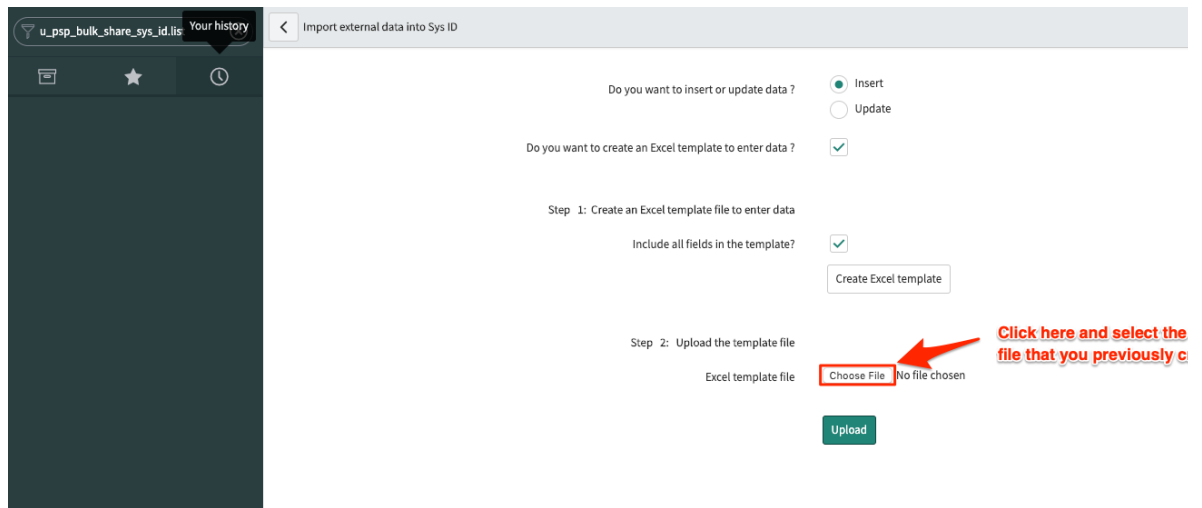 u_psp_bulk_share_sys_id.lis
Your history
Import external data into Sys ID
Do you want to insert or update data ?
Insert
Update
Do you want to create an Excel template to enter data ?
Step 1: Create an Excel template file to enter data
Include all fields in the template?
Create Excel template
Click here and select the
file that you previously c
Step 2: Upload the template file
Excel template file
Choose File No file chosen
Upload